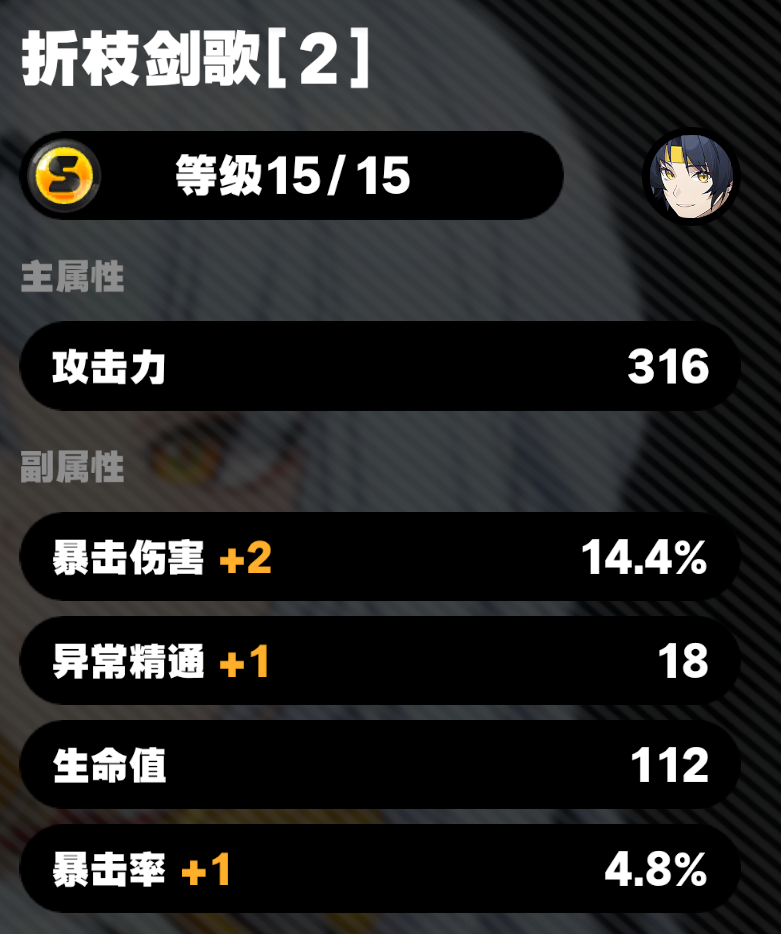 折枝剑歌[2]
S 等级15/15
主属性
攻击力 316
副属性
暴击伤害 +2 14.4%
异常精通 +1 18
生命值 112
暴击率 +1 4.8%